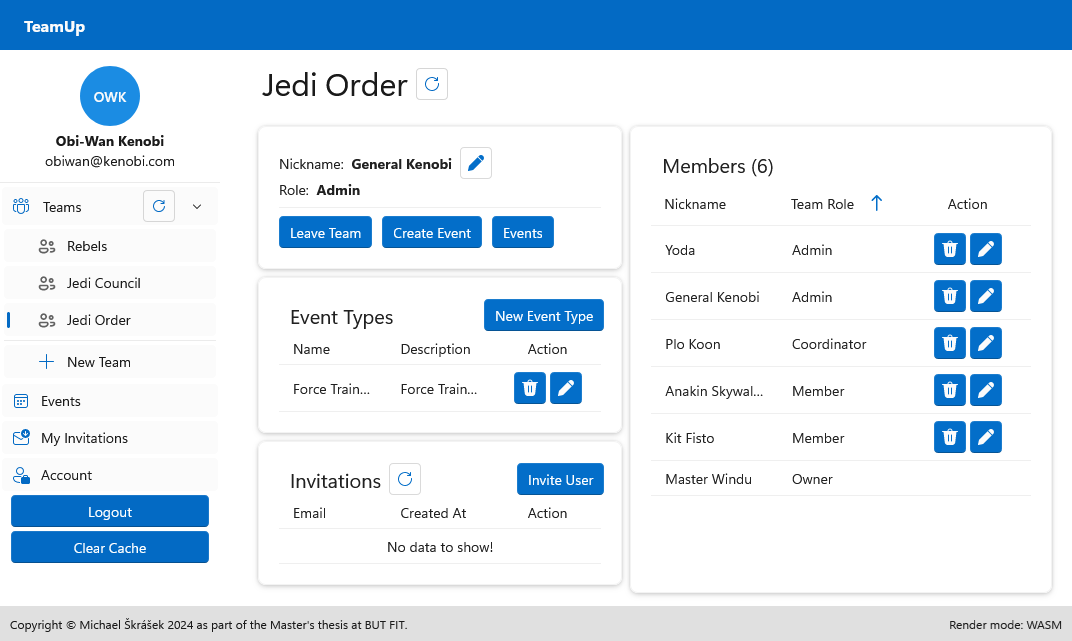 TeamUp
OWK
Obi-Wan Kenobi
obiwan@kenobi.com
Teams
Rebels
Jedi Council
Jedi Order
New Team
Events
My Invitations
Account
Logout
Clear Cache
Jedi Order
Nickname: General Kenobi
Role: Admin
Leave Team Create Event Events
Event Types New Event Type
Name Description Action
Force Train... Force Train...
Invitations Invite User
Email Created At Action
No data to show!
Members (6)
Nickname Team Role Action
Yoda Admin
General Kenobi Admin
Plo Koon Coordinator
Anakin Skywal... Member
Kit Fisto Member
Master Windu Owner
Copyright © Michael Škrášek 2024 as part of the Master's thesis at BUT FIT. Render mode: WASM